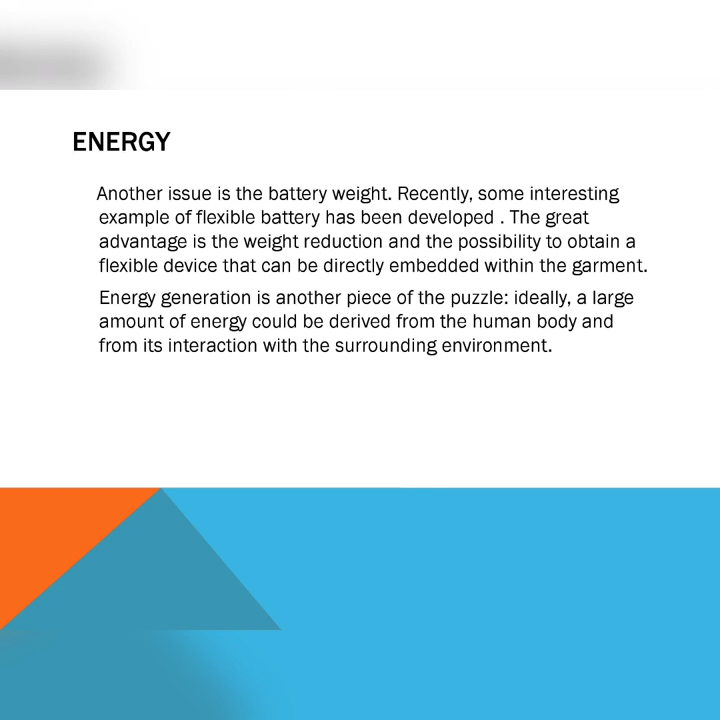 ENERGY
Another issue is the battery weight. Recently, some interesting
example of flexible battery has been developed . The great
advantage is the weight reduction and the possibility to obtain a
flexible device that can be directly embedded within the garment.
Energy generation is another piece of the puzzle: ideally, a large
amount of energy could be derived from the human body and
from its interaction with the surrounding environment.